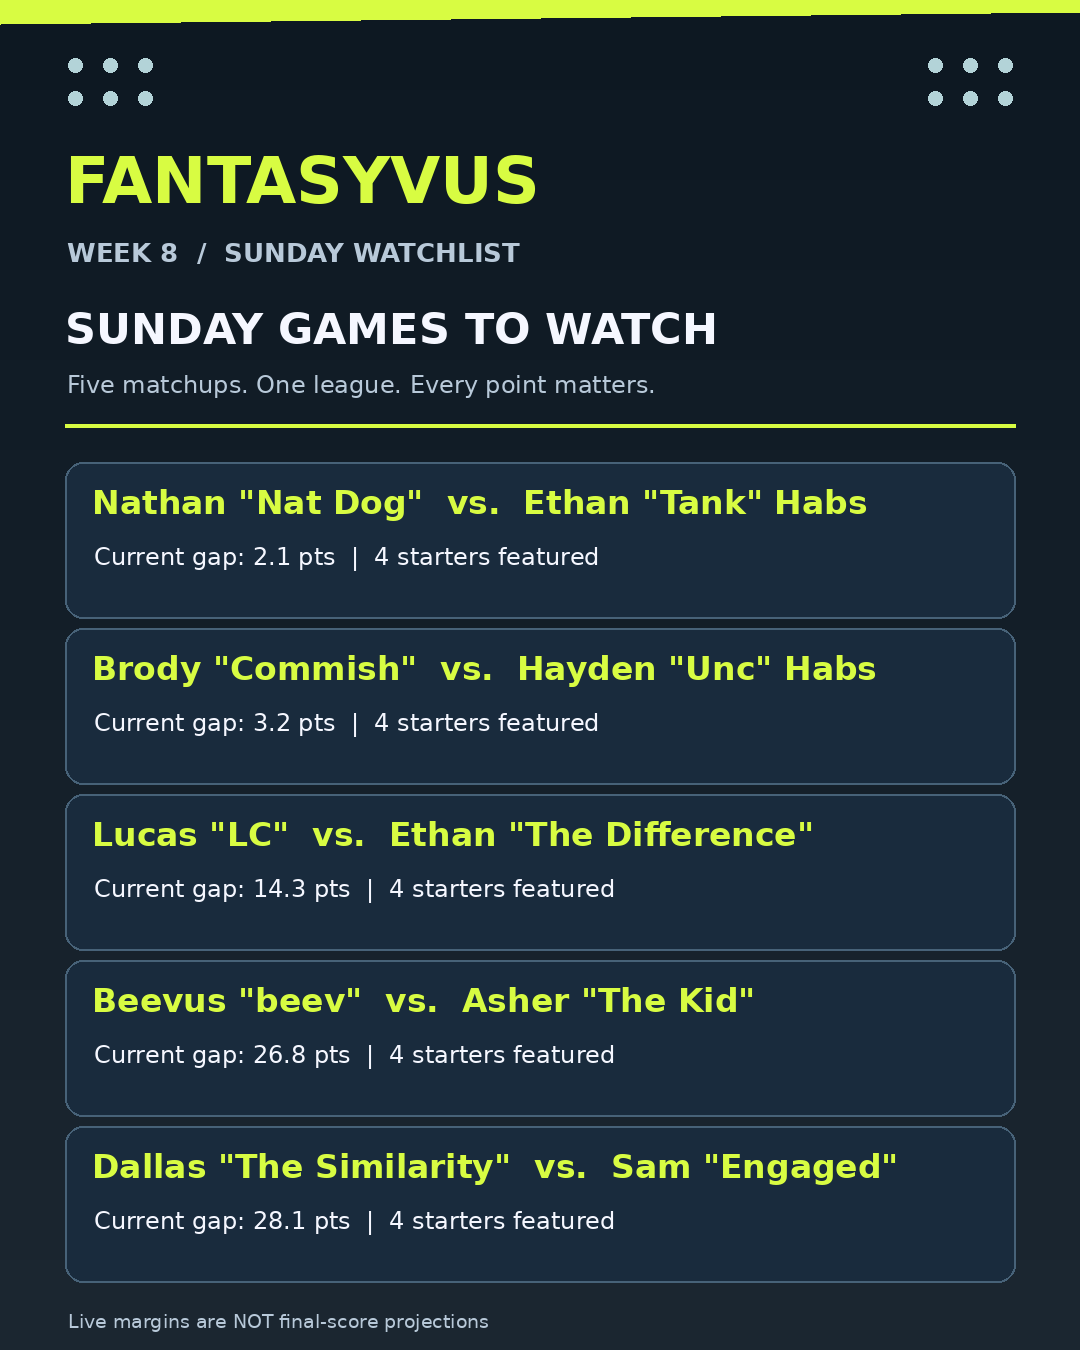 FANTASYVUS
WEEK 8 / SUNDAY WATCHLIST
SUNDAY GAMES TO WATCH
Five matchups. One league. Every point matters.
Nathan "Nat Dog" vs. Ethan "Tank" Habs
Current gap: 2.1 pts | 4 starters featured
Brody "Commish" vs. Hayden "Unc" Habs
Current gap: 3.2 pts | 4 starters featured
Lucas "LC" vs. Ethan "The Difference"
Current gap: 14.3 pts | 4 starters featured
Beevus "beev" vs. Asher "The Kid"
Current gap: 26.8 pts | 4 starters featured
Dallas "The Similarity" vs. Sam "Engaged"
Current gap: 28.1 pts | 4 starters featured
Live margins are NOT final-score projections